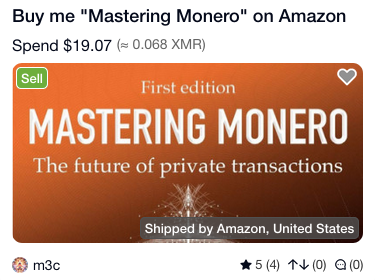 Buy me "Mastering Monero" on Amazon
Spend $19.07 (≈ 0.068 XMR)
Sell
First edition
MASTERING MONERO
The future of private transactions
Shipped by Amazon, United States
m3c
5 (4) (0) (0)